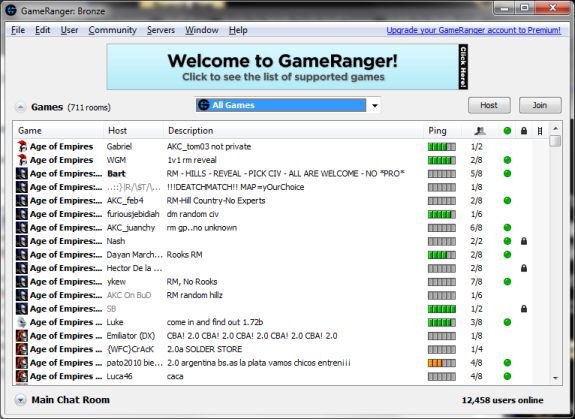 GameRanger: Bronze
File Edit User Community Servers Window Help Upgrade your GameRanger account to Premium!
Welcome to GameRanger!
Click to see the list of supported games
Click Here!
Games (711 rooms) All Games Host Join
Game Host Description Ping
Age of Empires Gabriel AKC_tom03 not private 1/2
Age of Empires WGM 1v1 rm reveal 2/8
Age of Empires:... Bart RM - HILLS - REVEAL - PICK CIV - ALL ARE WELCOME - NO *PRO* 5/8
Age of Empires:... !!!DEATHMATCH!! MAP=yOurChoice 1/8
Age of Empires:... AKC_feb4 RM-Hill Country-No Experts 2/8
Age of Empires:... furiousjebidiah dm random civ 1/6
Age of Empires:... AKC_juanchy rm gp..no unknown 6/8
Age of Empires:... Nash 2/2
Age of Empires:... Dayan March... Rooks RM 2/8
Age of Empires:... Hector De la ... 2/8
Age of Empires:... ykew RM, No Rooks 7/8
Age of Empires:... AKC On BuD RM random hillz 1/6
Age of Empires:... SB 1/2
Age of Empires ... Luke come in and find out 1.72b 3/8
Age of Empires ... Emiliator {DX} CBA! 2.0 CBA! 2.0 CBA! 2.0 CBA! 2.0 1/8
Age of Empires ... {WFC}CrAcK 2.0a SOLDER STORE 1/4
Age of Empires ... pato2010 bie... 2.0 argentina bs.as la plata vamos chicos entreniii 4/8
Age of Empires ... Luca46 caca 4/8
Main Chat Room 12,458 users online